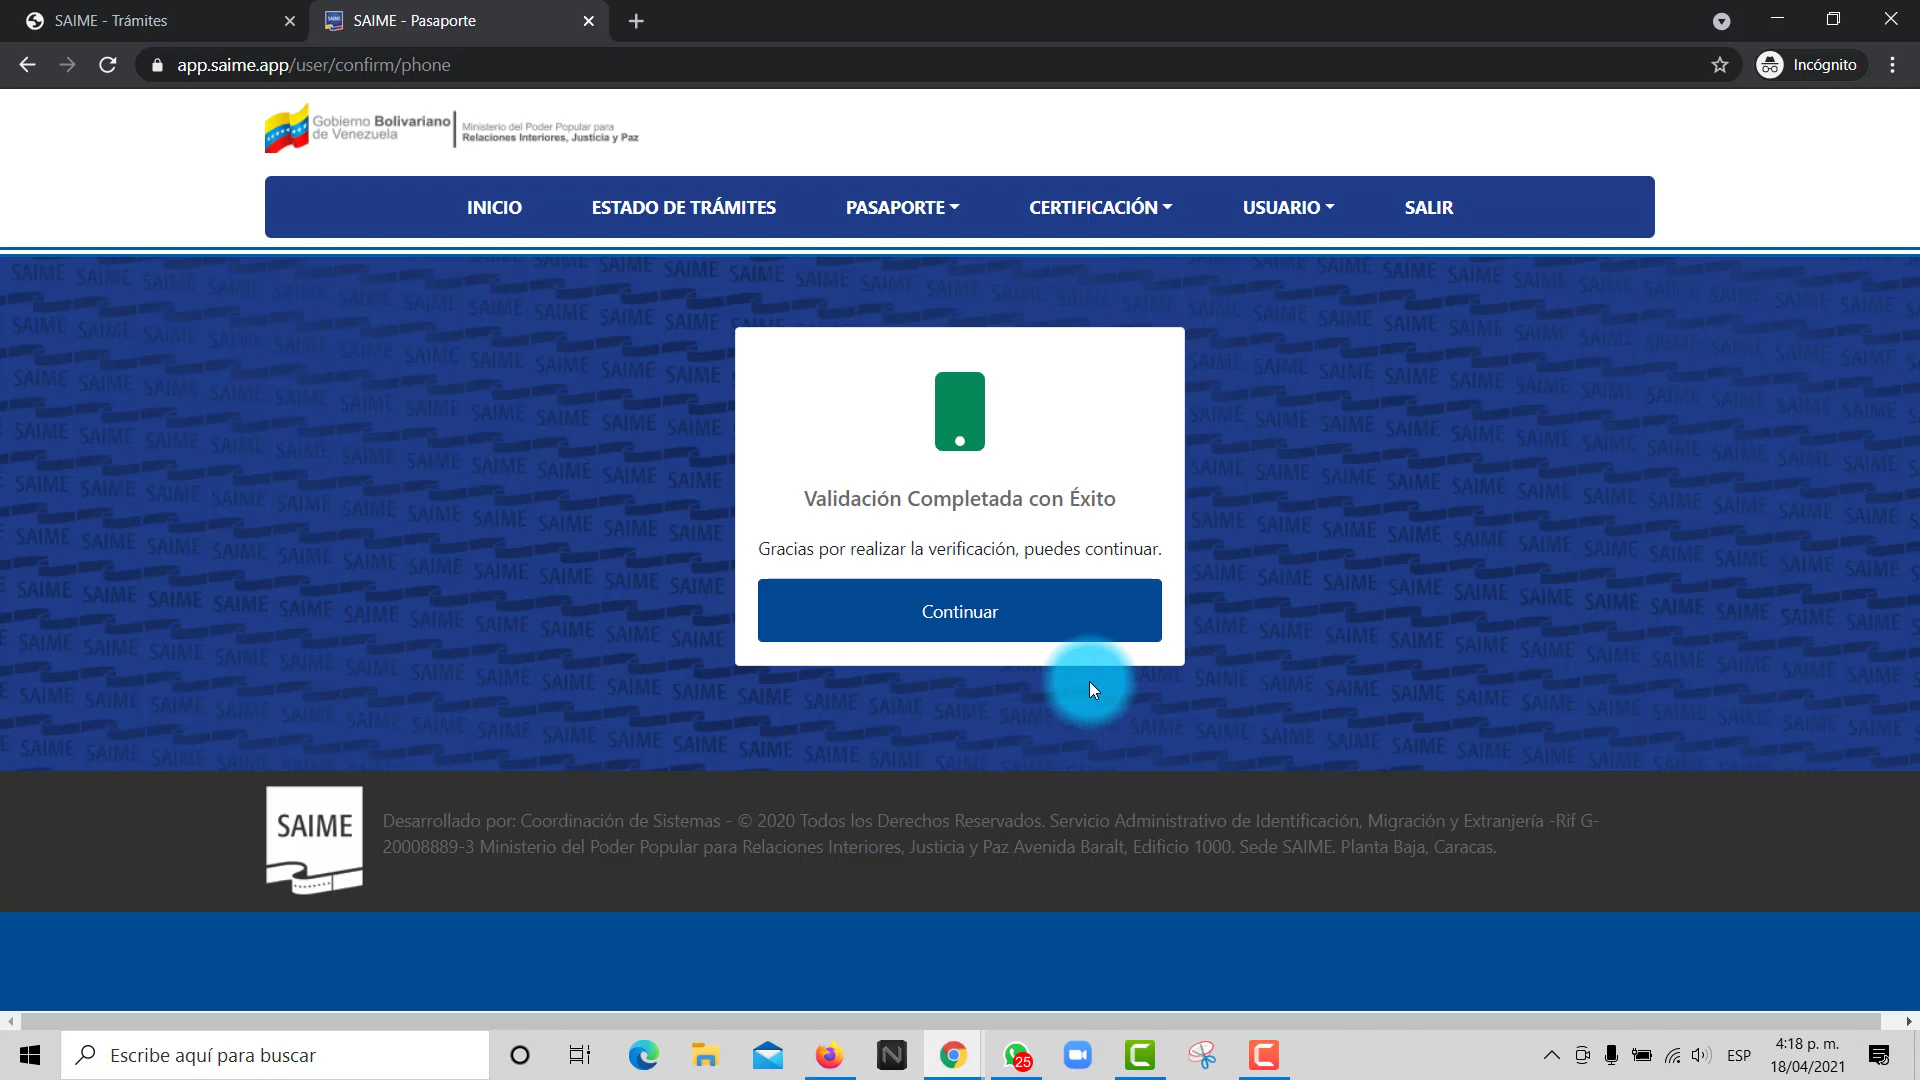 SAIME - Trámites
SAIME - Pasaporte
app.saime.app/user/confirm/phone
Incógnito
Gobierno Bolivariano
de Venezuela
Ministerio del Poder Popular para
Relaciones Interiores, Justicia y Paz
INICIO
ESTADO DE TRÁMITES
PASAPORTE
CERTIFICACIÓN
USUARIO
SALIR
Validación Completada con Éxito
Gracias por realizar la verificación, puedes continuar.
Continuar
SAIME
Desarrollado por: Coordinación de Sistemas - © 2020 Todos los Derechos Reservados. Servicio Administrativo de Identificación, Migración y Extranjería -Rif G-
20008889-3 Ministerio del Poder Popular para Relaciones Interiores, Justicia y Paz Avenida Baralt, Edificio 1000. Sede SAIME. Planta Baja, Caracas.
Escribe aquí para buscar
25
ESP
4:18 p. m.
18/04/2021